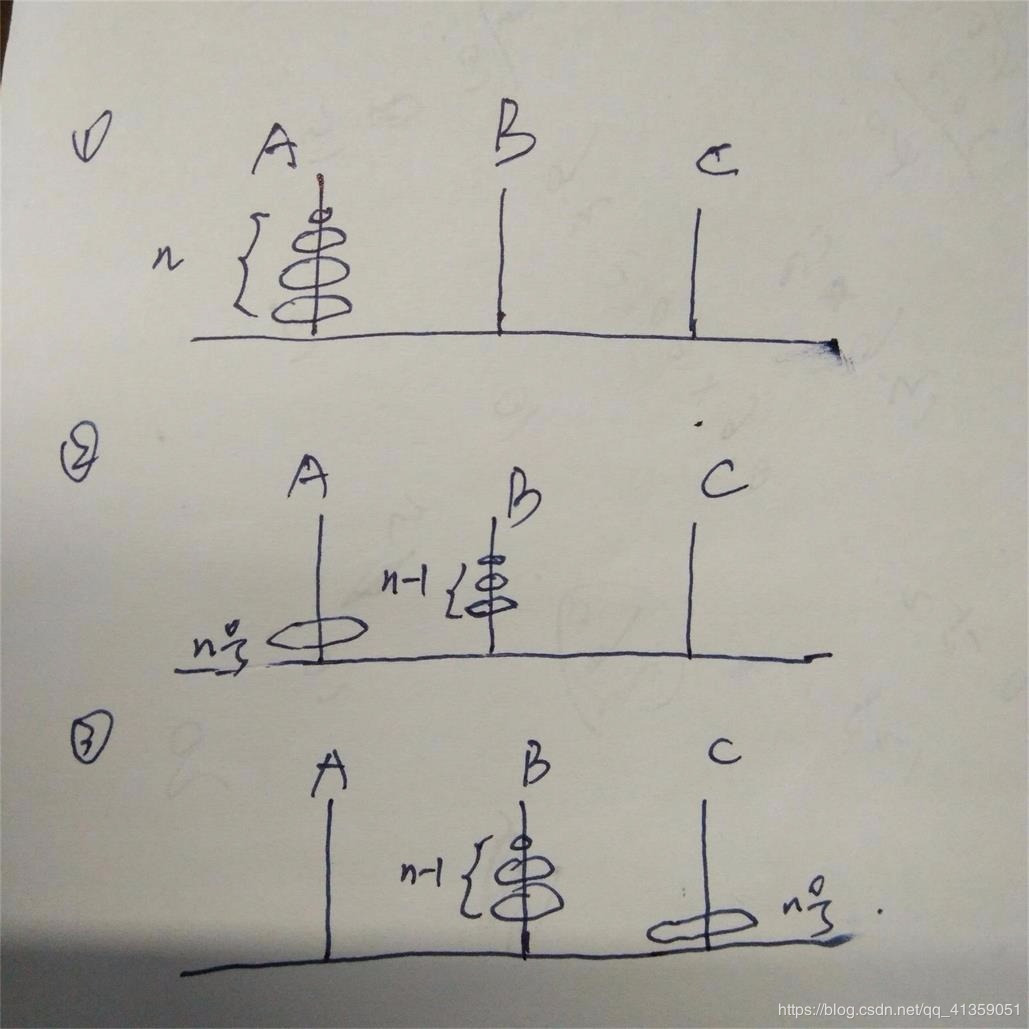 ①
A B C
n
②
A B C
n-1
n号
③
A B C
n-1
n号
https://blog.csdn.net/qq_41359051